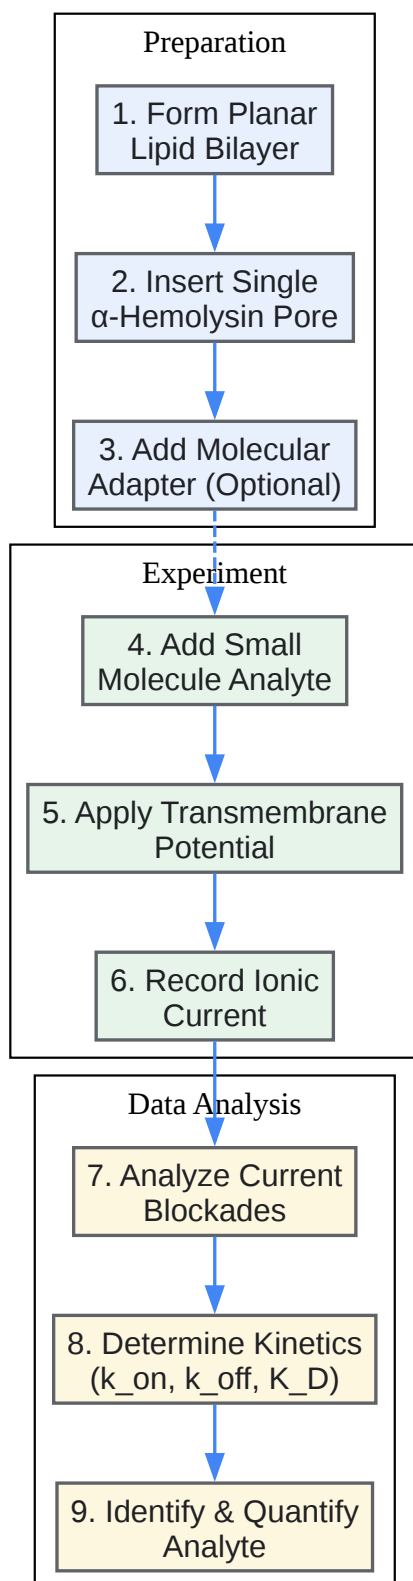 Preparation
1. Form Planar
Lipid Bilayer
2. Insert Single
α-Hemolysin Pore
3. Add Molecular
Adapter (Optional)
Experiment
4. Add Small
Molecule Analyte
5. Apply Transmembrane
Potential
6. Record Ionic
Current
Data Analysis
7. Analyze Current
Blockades
8. Determine Kinetics
(k_on, k_off, K_D)
9. Identify & Quantify
Analyte